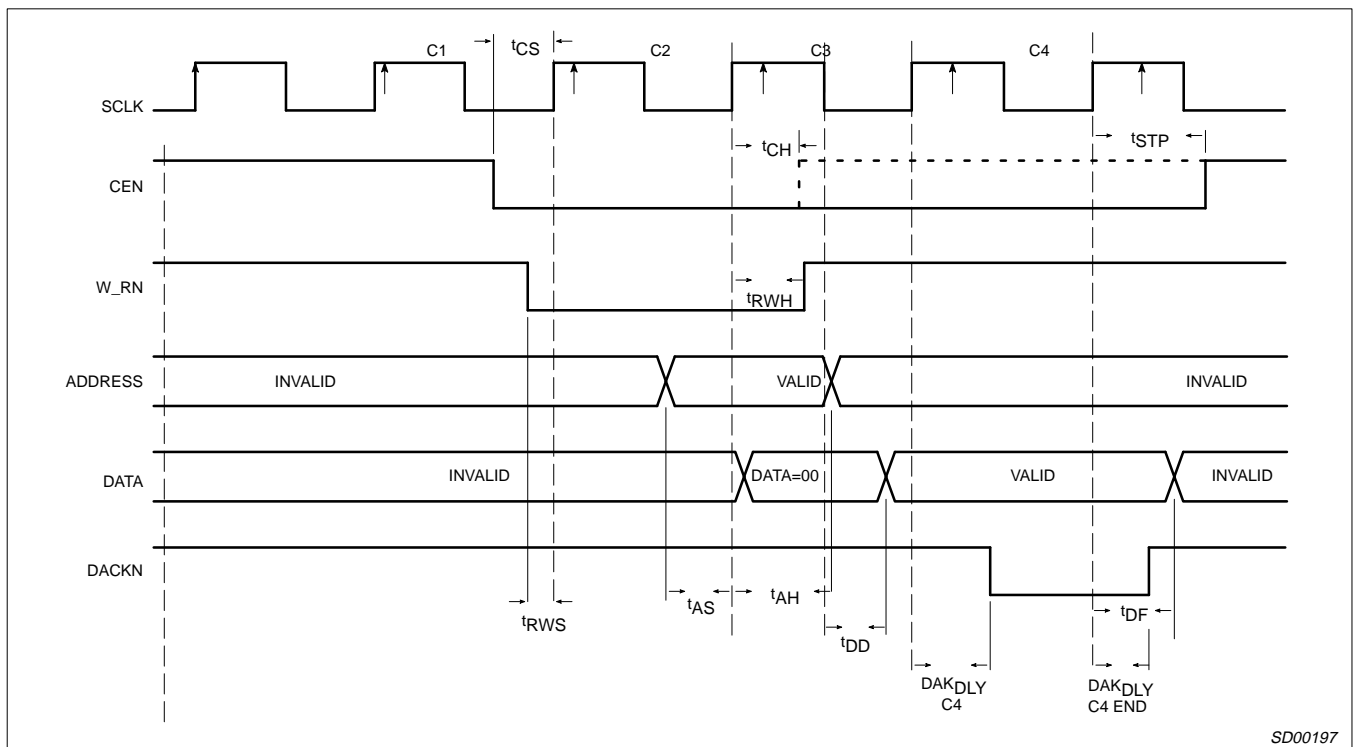 C1
tCS
C2
C3
C4
SCLK
tCH
tSTP
CEN
W_RN
tRWH
ADDRESS
INVALID
VALID
INVALID
DATA
INVALID
DATA=00
VALID
INVALID
DACKN
tRWS
tAS
tAH
tDD
tDF
DAKDLY
C4
DAKDLY
C4 END
SD00197